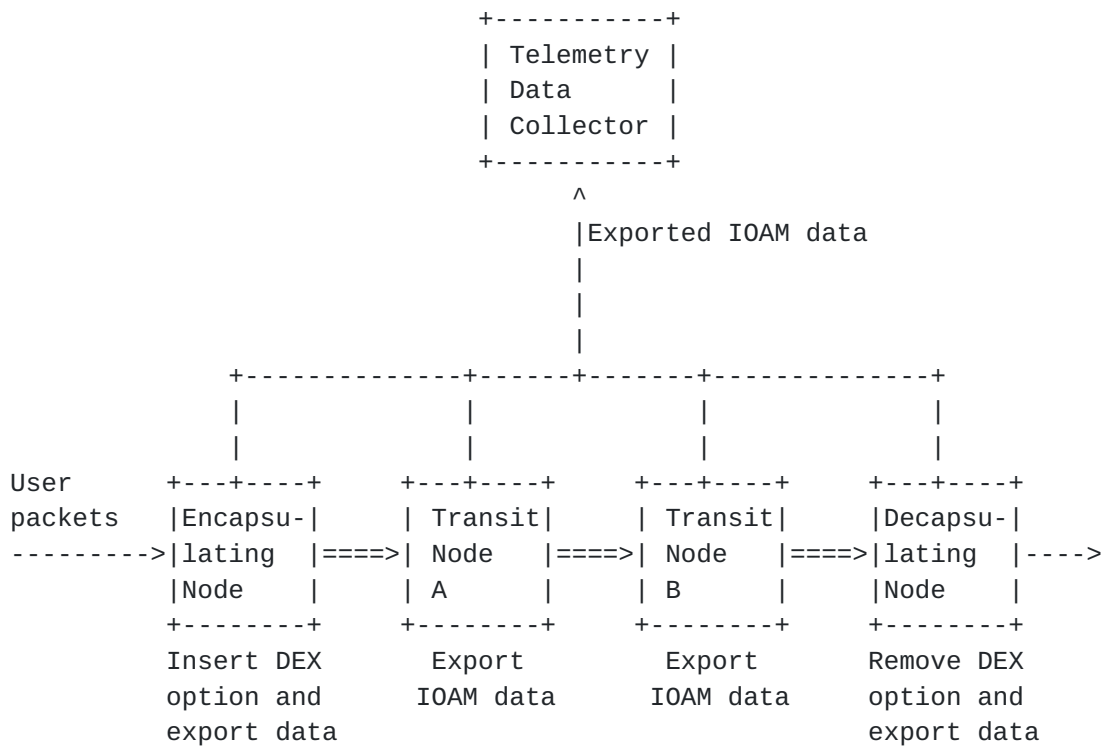 Telemetry
Data
Collector
Exported IOAM data
User
packets
Encapsu-
lating
Node
Transit
Node
A
Transit
Node
B
Decapsu-
lating
Node
Insert DEX
option and
export data
Export
IOAM data
Export
IOAM data
Remove DEX
option and
export data